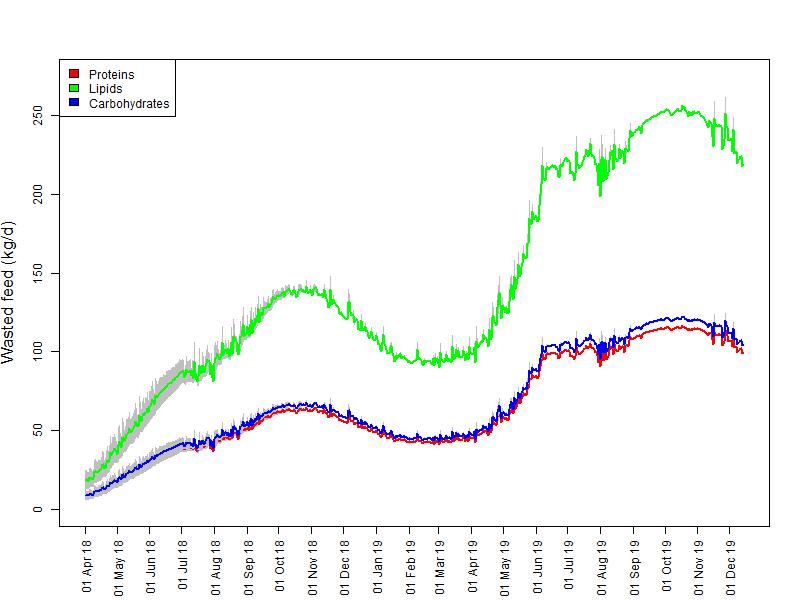 Proteins
Lipids
Carbohydrates
Wasted feed (kg/d)
250
200
150
100
50
0
01 Apr 18
01 May 18
01 Jun 18
01 Jul 18
01 Aug 18
01 Sep 18
01 Oct 18
01 Nov 18
01 Dec 18
01 Jan 19
01 Feb 19
01 Mar 19
01 Apr 19
01 May 19
01 Jun 19
01 Jul 19
01 Aug 19
01 Sep 19
01 Oct 19
01 Nov 19
01 Dec 19